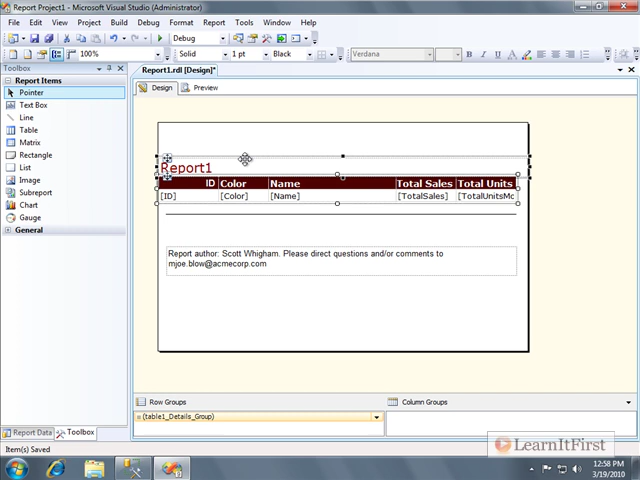 Report Project1 - Microsoft Visual Studio (Administrator)
File Edit View Project Build Debug Format Report Tools Window Help
Debug
100% Solid 1 pt Black Verdana B I U
Toolbox
Report Items
Pointer
Text Box
Line
Table
Matrix
Rectangle
List
Image
Subreport
Chart
Gauge
General
Report1.rdl [Design]*
Design Preview
Report1
ID Color Name Total Sales Total Units
[ID] [Color] [Name] [TotalSales] [TotalUnitsMc
Report author: Scott Whigham. Please direct questions and/or comments to
mjoe.blow@acmecorp.com
Row Groups Column Groups
(table1_Details_Group)
Report Data Toolbox
Item(s) Saved
LearnItFirst
12:58 PM
3/19/2010